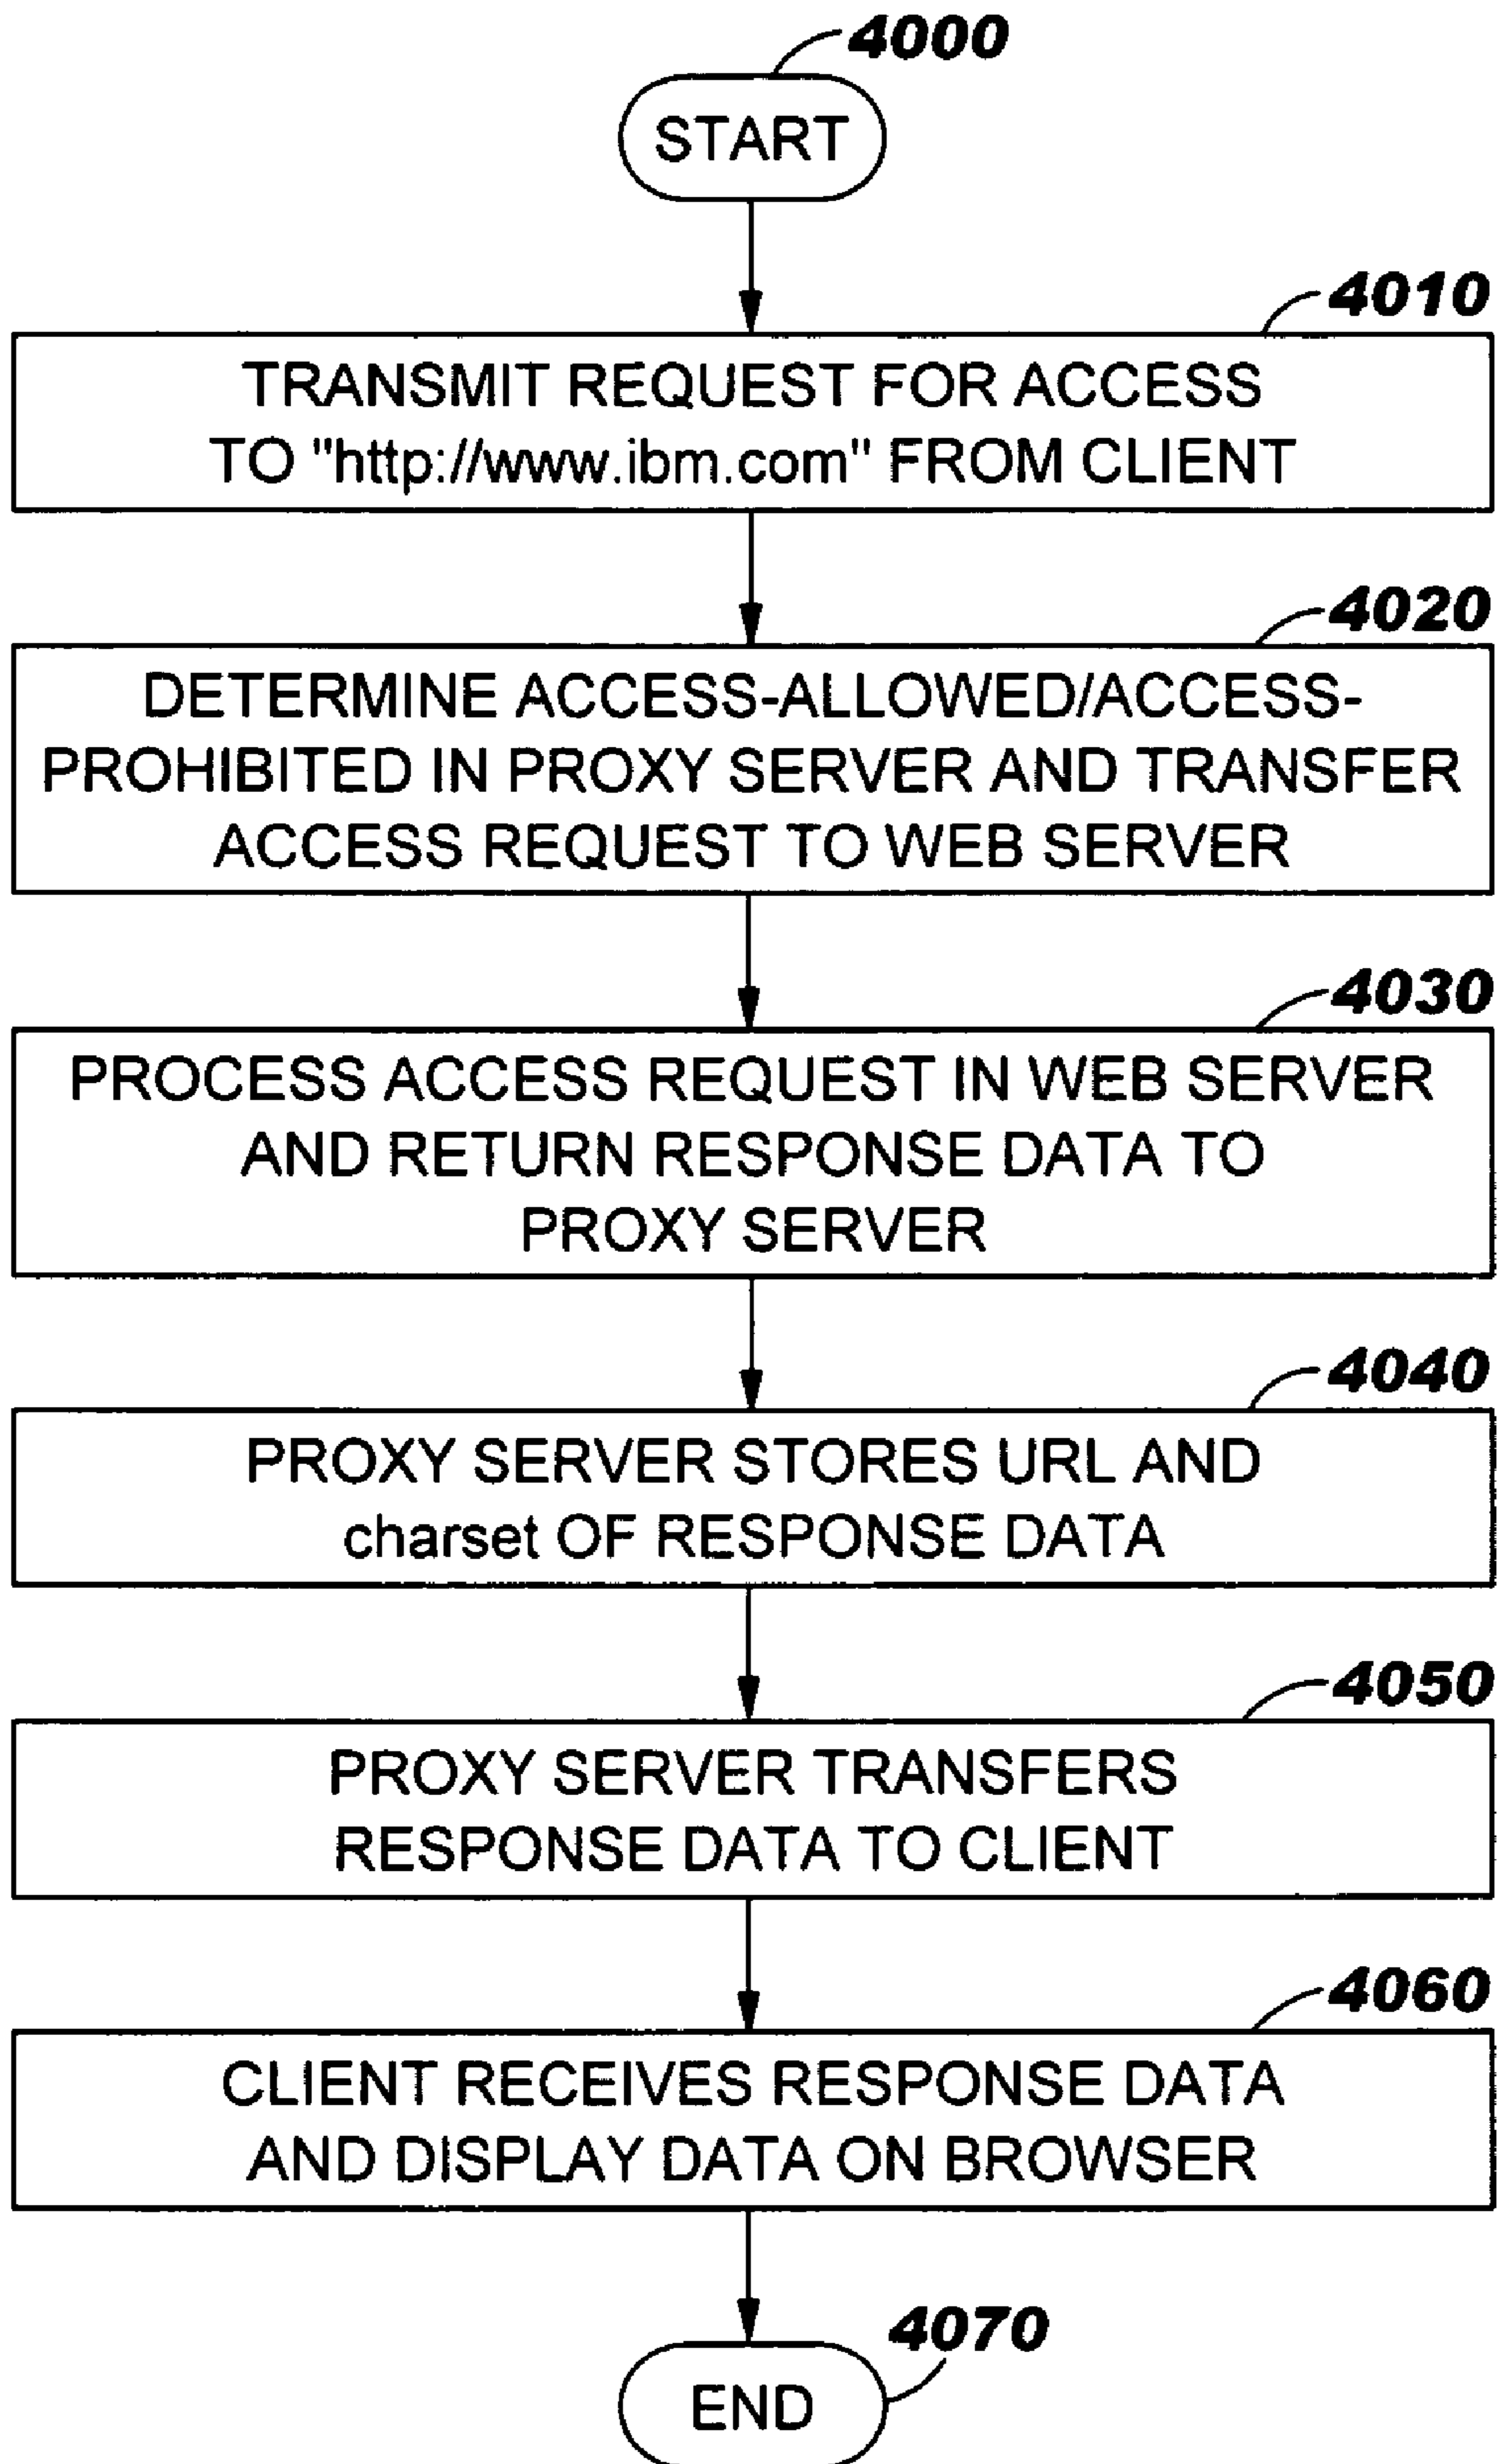 4000
START
4010
TRANSMIT REQUEST FOR ACCESS
TO "http://www.ibm.com" FROM CLIENT
4020
DETERMINE ACCESS-ALLOWED/ACCESS-
PROHIBITED IN PROXY SERVER AND TRANSFER
ACCESS REQUEST TO WEB SERVER
4030
PROCESS ACCESS REQUEST IN WEB SERVER
AND RETURN RESPONSE DATA TO
PROXY SERVER
4040
PROXY SERVER STORES URL AND
charset OF RESPONSE DATA
4050
PROXY SERVER TRANSFERS
RESPONSE DATA TO CLIENT
4060
CLIENT RECEIVES RESPONSE DATA
AND DISPLAY DATA ON BROWSER
4070
END